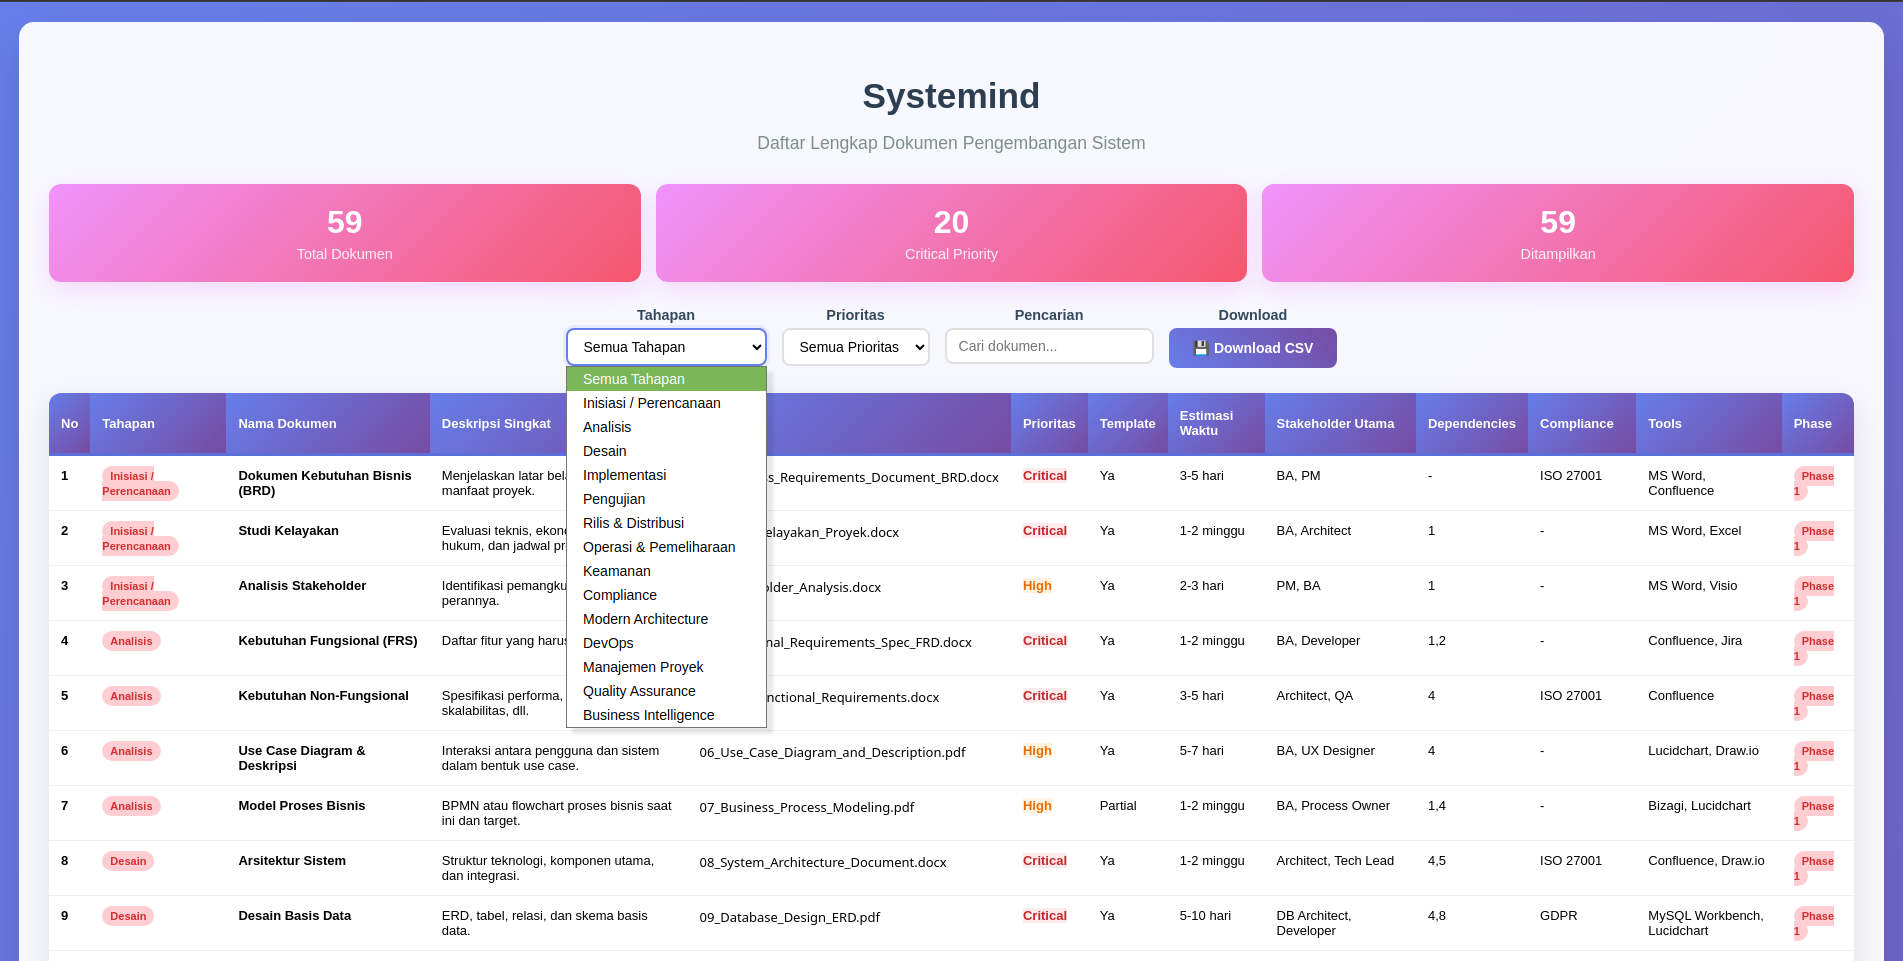 Systemind
Daftar Lengkap Dokumen Pengembangan Sistem
59
Total Dokumen
20
Critical Priority
59
Ditampilkan
Tahapan
Prioritas
Pencarian
Download
Semua Tahapan
Semua Prioritas
Cari dokumen...
💾 Download CSV
Semua Tahapan
Inisiasi / Perencanaan
Analisis
Desain
Implementasi
Pengujian
Rilis & Distribusi
Operasi & Pemeliharaan
Keamanan
Compliance
Modern Architecture
DevOps
Manajemen Proyek
Quality Assurance
Business Intelligence
No
Tahapan
Nama Dokumen
Deskripsi Singkat
Prioritas
Template
Estimasi
Waktu
Stakeholder Utama
Dependencies
Compliance
Tools
Phase
1
Inisiasi /
Perencanaan
Dokumen Kebutuhan Bisnis
(BRD)
Menjelaskan latar
manfaat proyek.
_Requirements_Document_BRD.docx
Critical
Ya
3-5 hari
BA, PM
-
ISO 27001
MS Word,
Confluence
Phase
1
2
Inisiasi /
Perencanaan
Studi Kelayakan
Evaluasi teknis,
hukum, dan jadwal
elayakan_Proyek.docx
Critical
Ya
1-2 minggu
BA, Architect
1
-
MS Word, Excel
Phase
1
3
Inisiasi /
Perencanaan
Analisis Stakeholder
Identifikasi pemangku
perannya.
older_Analysis.docx
High
Ya
2-3 hari
PM, BA
1
-
MS Word, Visio
Phase
1
4
Analisis
Kebutuhan Fungsional (FRS)
Daftar fitur yang harus
nal_Requirements_Spec_FRD.docx
Critical
Ya
1-2 minggu
BA, Developer
1,2
-
Confluence, Jira
Phase
1
5
Analisis
Kebutuhan Non-Fungsional
Spesifikasi performa,
skalabilitas, dll.
nctional_Requirements.docx
Critical
Ya
3-5 hari
Architect, QA
4
ISO 27001
Confluence
Phase
1
6
Analisis
Use Case Diagram &
Deskripsi
Interaksi antara pengguna dan sistem
dalam bentuk use case.
06_Use_Case_Diagram_and_Description.pdf
High
Ya
5-7 hari
BA, UX Designer
4
-
Lucidchart, Draw.io
Phase
1
7
Analisis
Model Proses Bisnis
BPMN atau flowchart proses bisnis saat
ini dan target.
07_Business_Process_Modeling.pdf
High
Partial
1-2 minggu
BA, Process Owner
1,4
-
Bizagi, Lucidchart
Phase
1
8
Desain
Arsitektur Sistem
Struktur teknologi, komponen utama,
dan integrasi.
08_System_Architecture_Document.docx
Critical
Ya
1-2 minggu
Architect, Tech Lead
4,5
ISO 27001
Confluence, Draw.io
Phase
1
9
Desain
Desain Basis Data
ERD, tabel, relasi, dan skema basis
data.
09_Database_Design_ERD.pdf
Critical
Ya
5-10 hari
DB Architect,
Developer
4,8
GDPR
MySQL Workbench,
Lucidchart
Phase
1